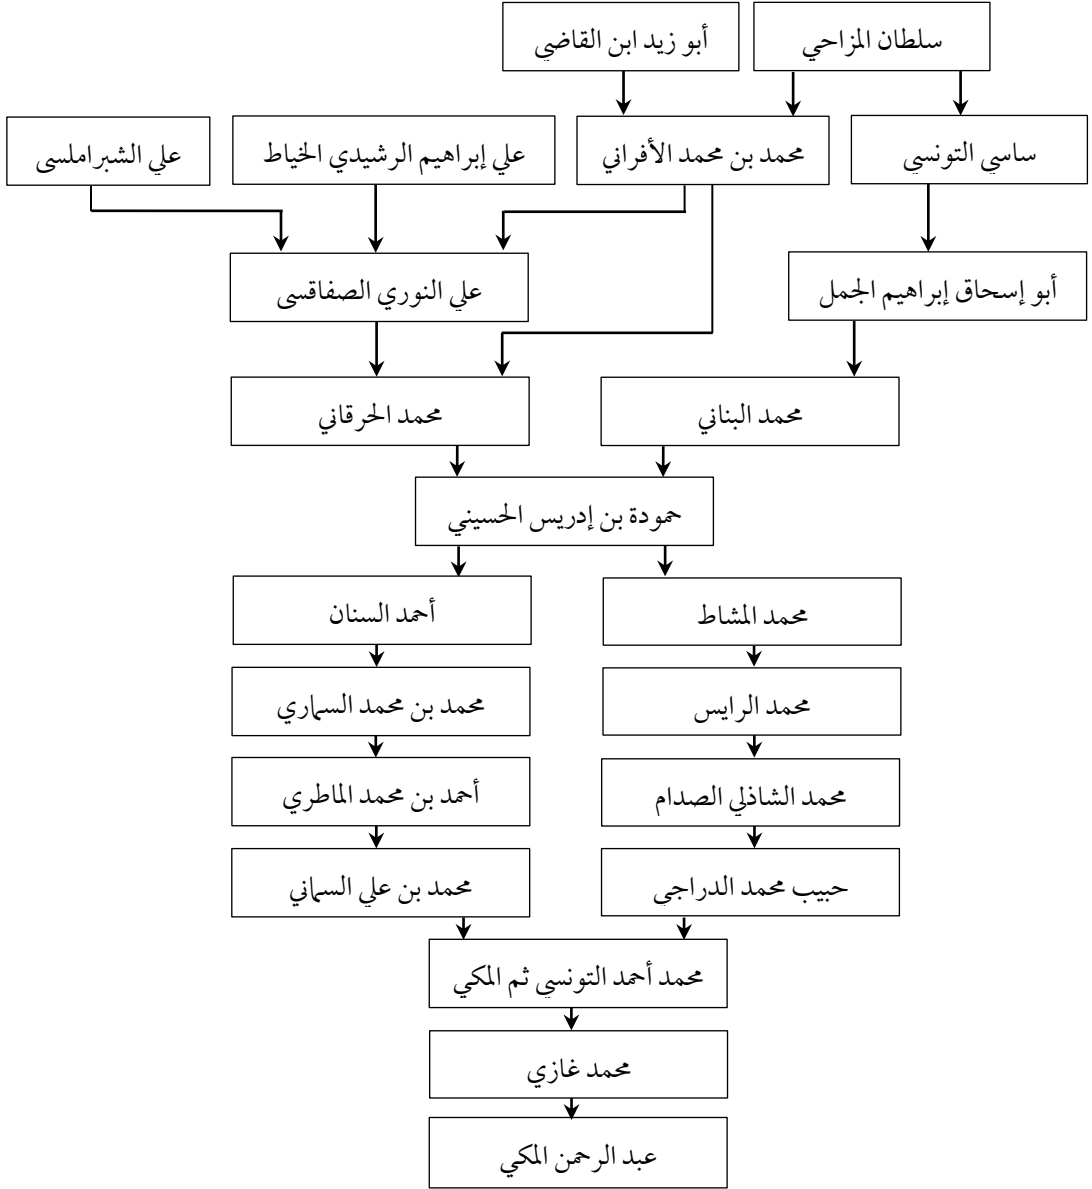 سلطان المزاحي
أبو زيد ابن القاضي
ساسي التونسي
محمد بن محمد الأفراني
علي إبراهيم الرشيدي الخياط
علي الشبراملسى
أبو إسحاق إبراهيم الجمل
علي النوري الصفاقسى
محمد البناني
محمد الحرقاني
حمودة بن إدريس الحسيني
محمد المشاط
أحمد السنان
محمد الرايس
محمد بن محمد السماري
محمد الشاذلي الصدام
أحمد بن محمد الماطري
حبيب محمد الدراجى
محمد بن علي السماني
محمد أحمد التونسي ثم المكي
محمد غازي
عبد الرحمن المكي